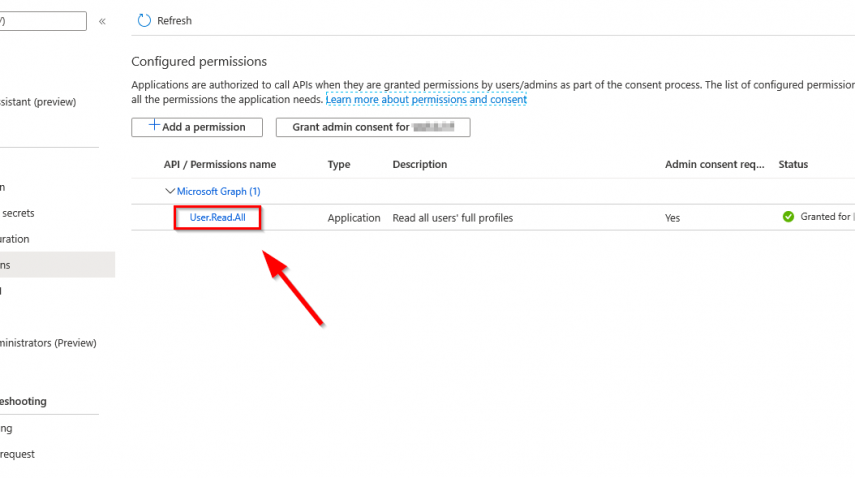 /)
«
Refresh
Configured permissions
Applications are authorized to call APIs when they are granted permissions by users/admins as part of the consent process. The list of configured permission
all the permissions the application needs. Learn more about permissions and consent
+ Add a permission
Grant admin consent for
API / Permissions name Type Description Admin consent req... Status
Microsoft Graph (1)
User.Read.All Application Read all users' full profiles Yes Granted for
sistant (preview)
n
secrets
uration
ns
I
ministrators (Preview)
eshooting
ng
request